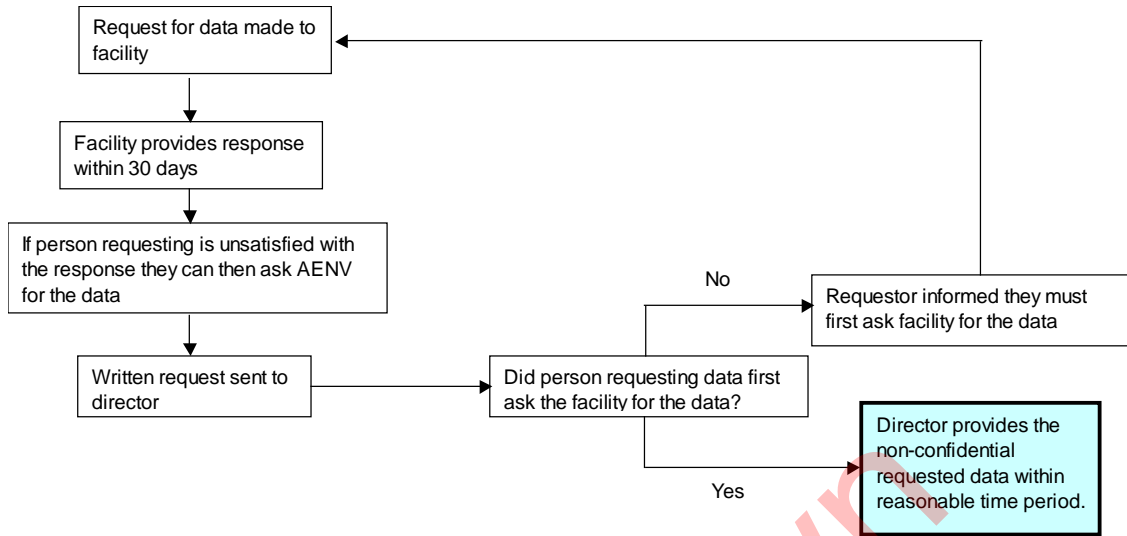 Request for data made to
facility
Facility provides response
within 30 days
If person requesting is unsatisfied with
the response they can then ask AENV
for the data
Written request sent to
director
Did person requesting data first
ask the facility for the data?
No
Requestor informed they must
first ask facility for the data
Yes
Director provides the
non-confidential
requested data within
reasonable time period.